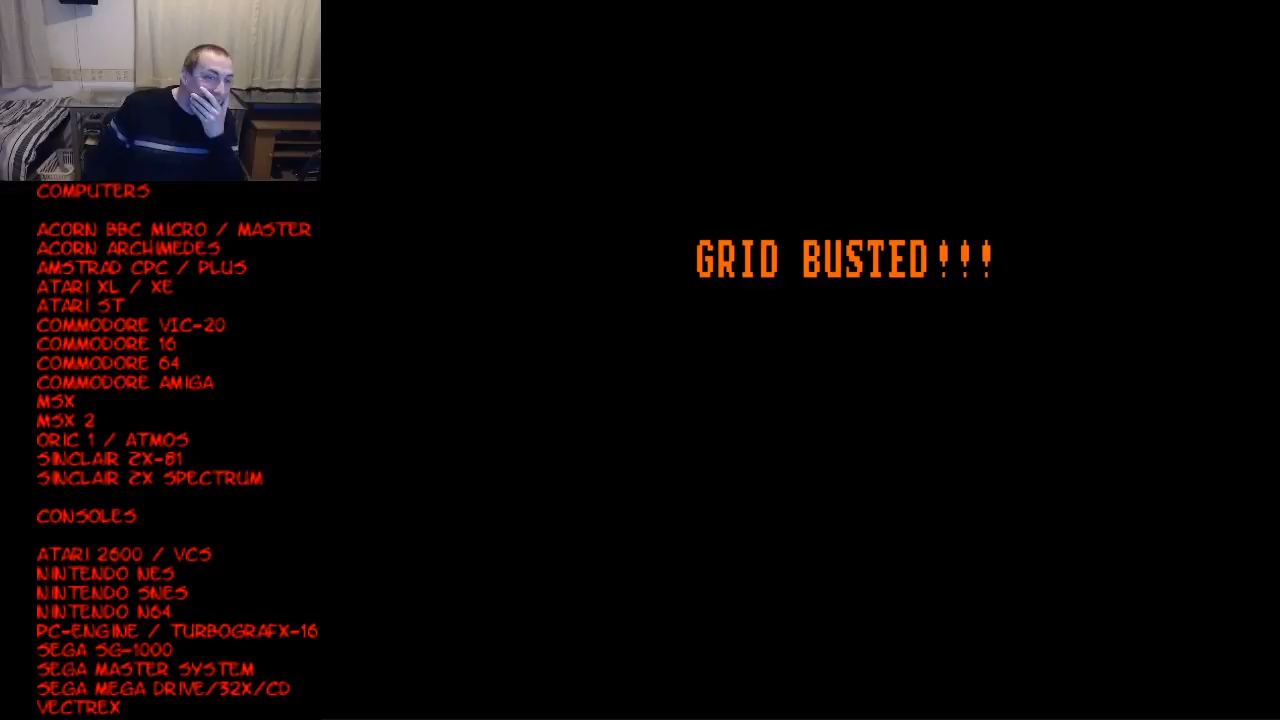 COMPUTERS
ACORN BBC MICRO / MASTER
ACORN ARCHIMEDES
AMSTRAD CPC / PLUS
ATARI XL / XE
ATARI ST
COMMODORE VIC-20
COMMODORE 16
COMMODORE 64
COMMODORE AMIGA
MSX
MSX 2
ORIC 1 / ATMOS
SINCLAIR ZX-81
SINCLAIR ZX SPECTRUM
CONSOLES
ATARI 2600 / VCS
NINTENDO NES
NINTENDO SNES
NINTENDO N64
PC-ENGINE / TURBOGRAFX-16
SEGA SG-1000
SEGA MASTER SYSTEM
SEGA MEGA DRIVE/32X/CD
VECTREX
GRID BUSTED!!!